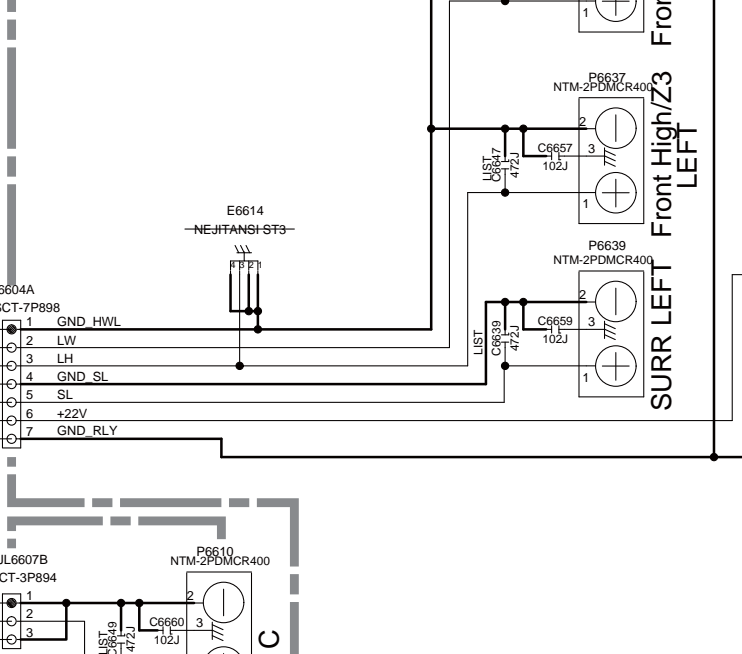 1
Fron
P6637
NTM-2PDMCR400
2
3
1
LIST
C6647
472J
C6657
102J
Front High/Z3
LEFT
E6614
NEJITANSI ST3
4 3 2 1
P6639
NTM-2PDMCR400
2
3
1
LIST
C6639
472J
C6659
102J
SURR LEFT
6604A
SCT-7P898
1 GND_HWL
2 LW
3 LH
4 GND_SL
5 SL
6 +22V
7 GND_RLY
JL6607B
CT-3P894
1
2
3
P6610
NTM-2PDMCR400
2
3
LIST
C6649
472J
C6660
102J
C